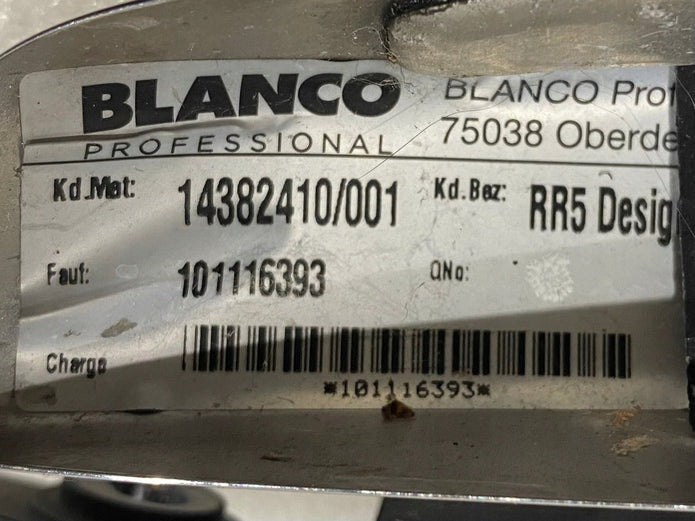 BLANCO
PROFESSIONAL
BLANCO Prof
75038 Oberde
Kd.Mat: 14382410/001 Kd.Bez: RR5 Desig
Fauf: 101116393 QNo:
Charge
*101116393*